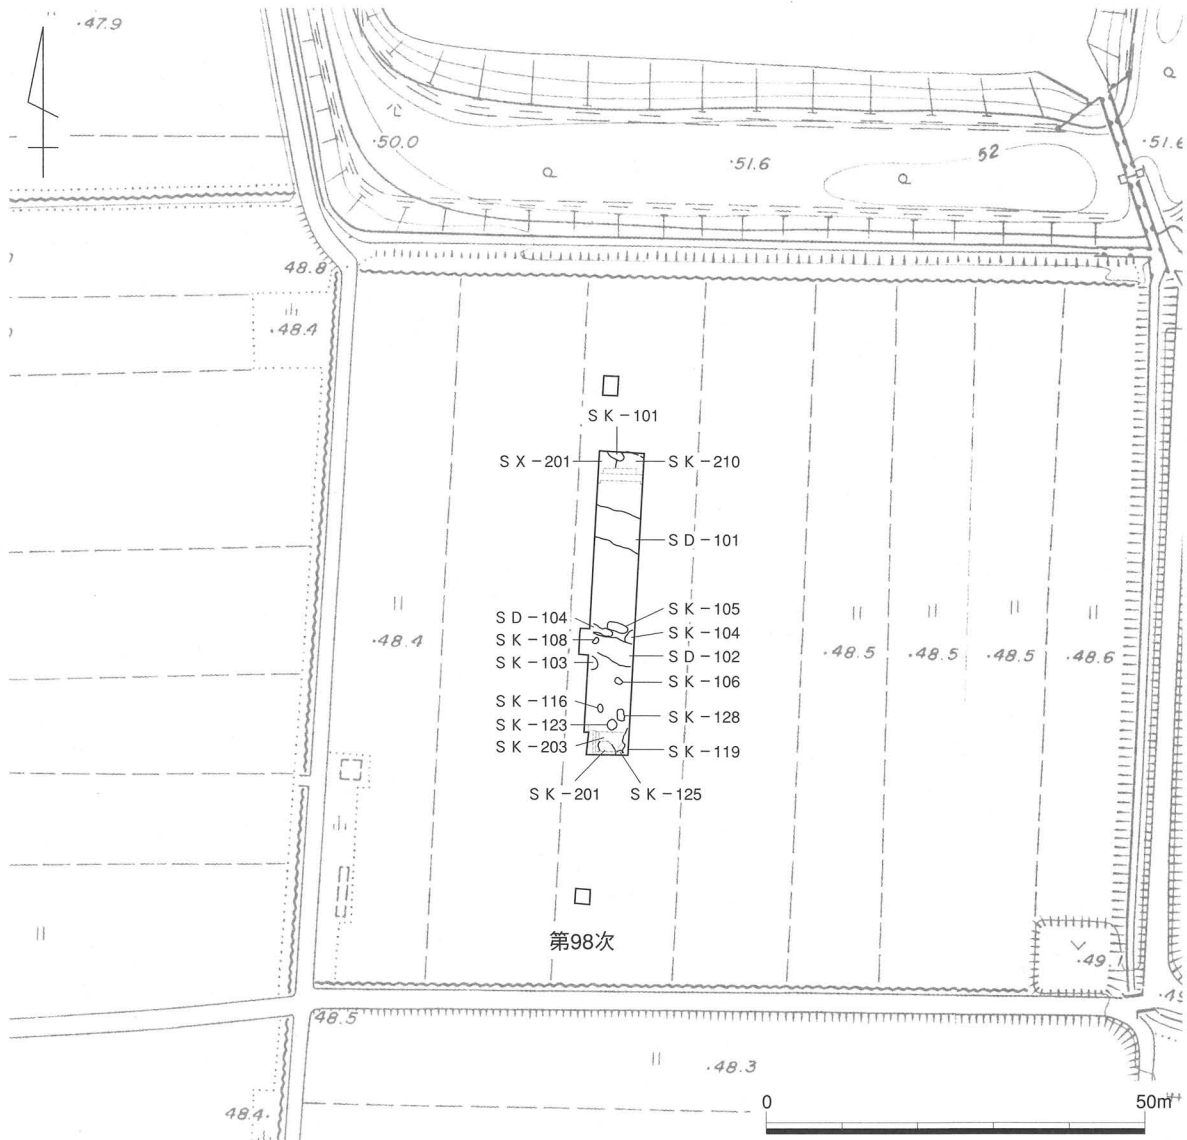 ·47.9
·50.0
52
·51.6
·51.6
48.8
·48.4
SK-101
SX-201
SK-210
SD-101
SK-105
SD-104
SK-104
SK-108
SD-102
SK-103
SK-106
SK-116
SK-128
SK-123
SK-203
SK-119
SK-201
SK-125
·48.4
·48.5
·48.5
·48.5
·48.6
第98次
·49.1
48.5
·48.3
48.4·
0
50m